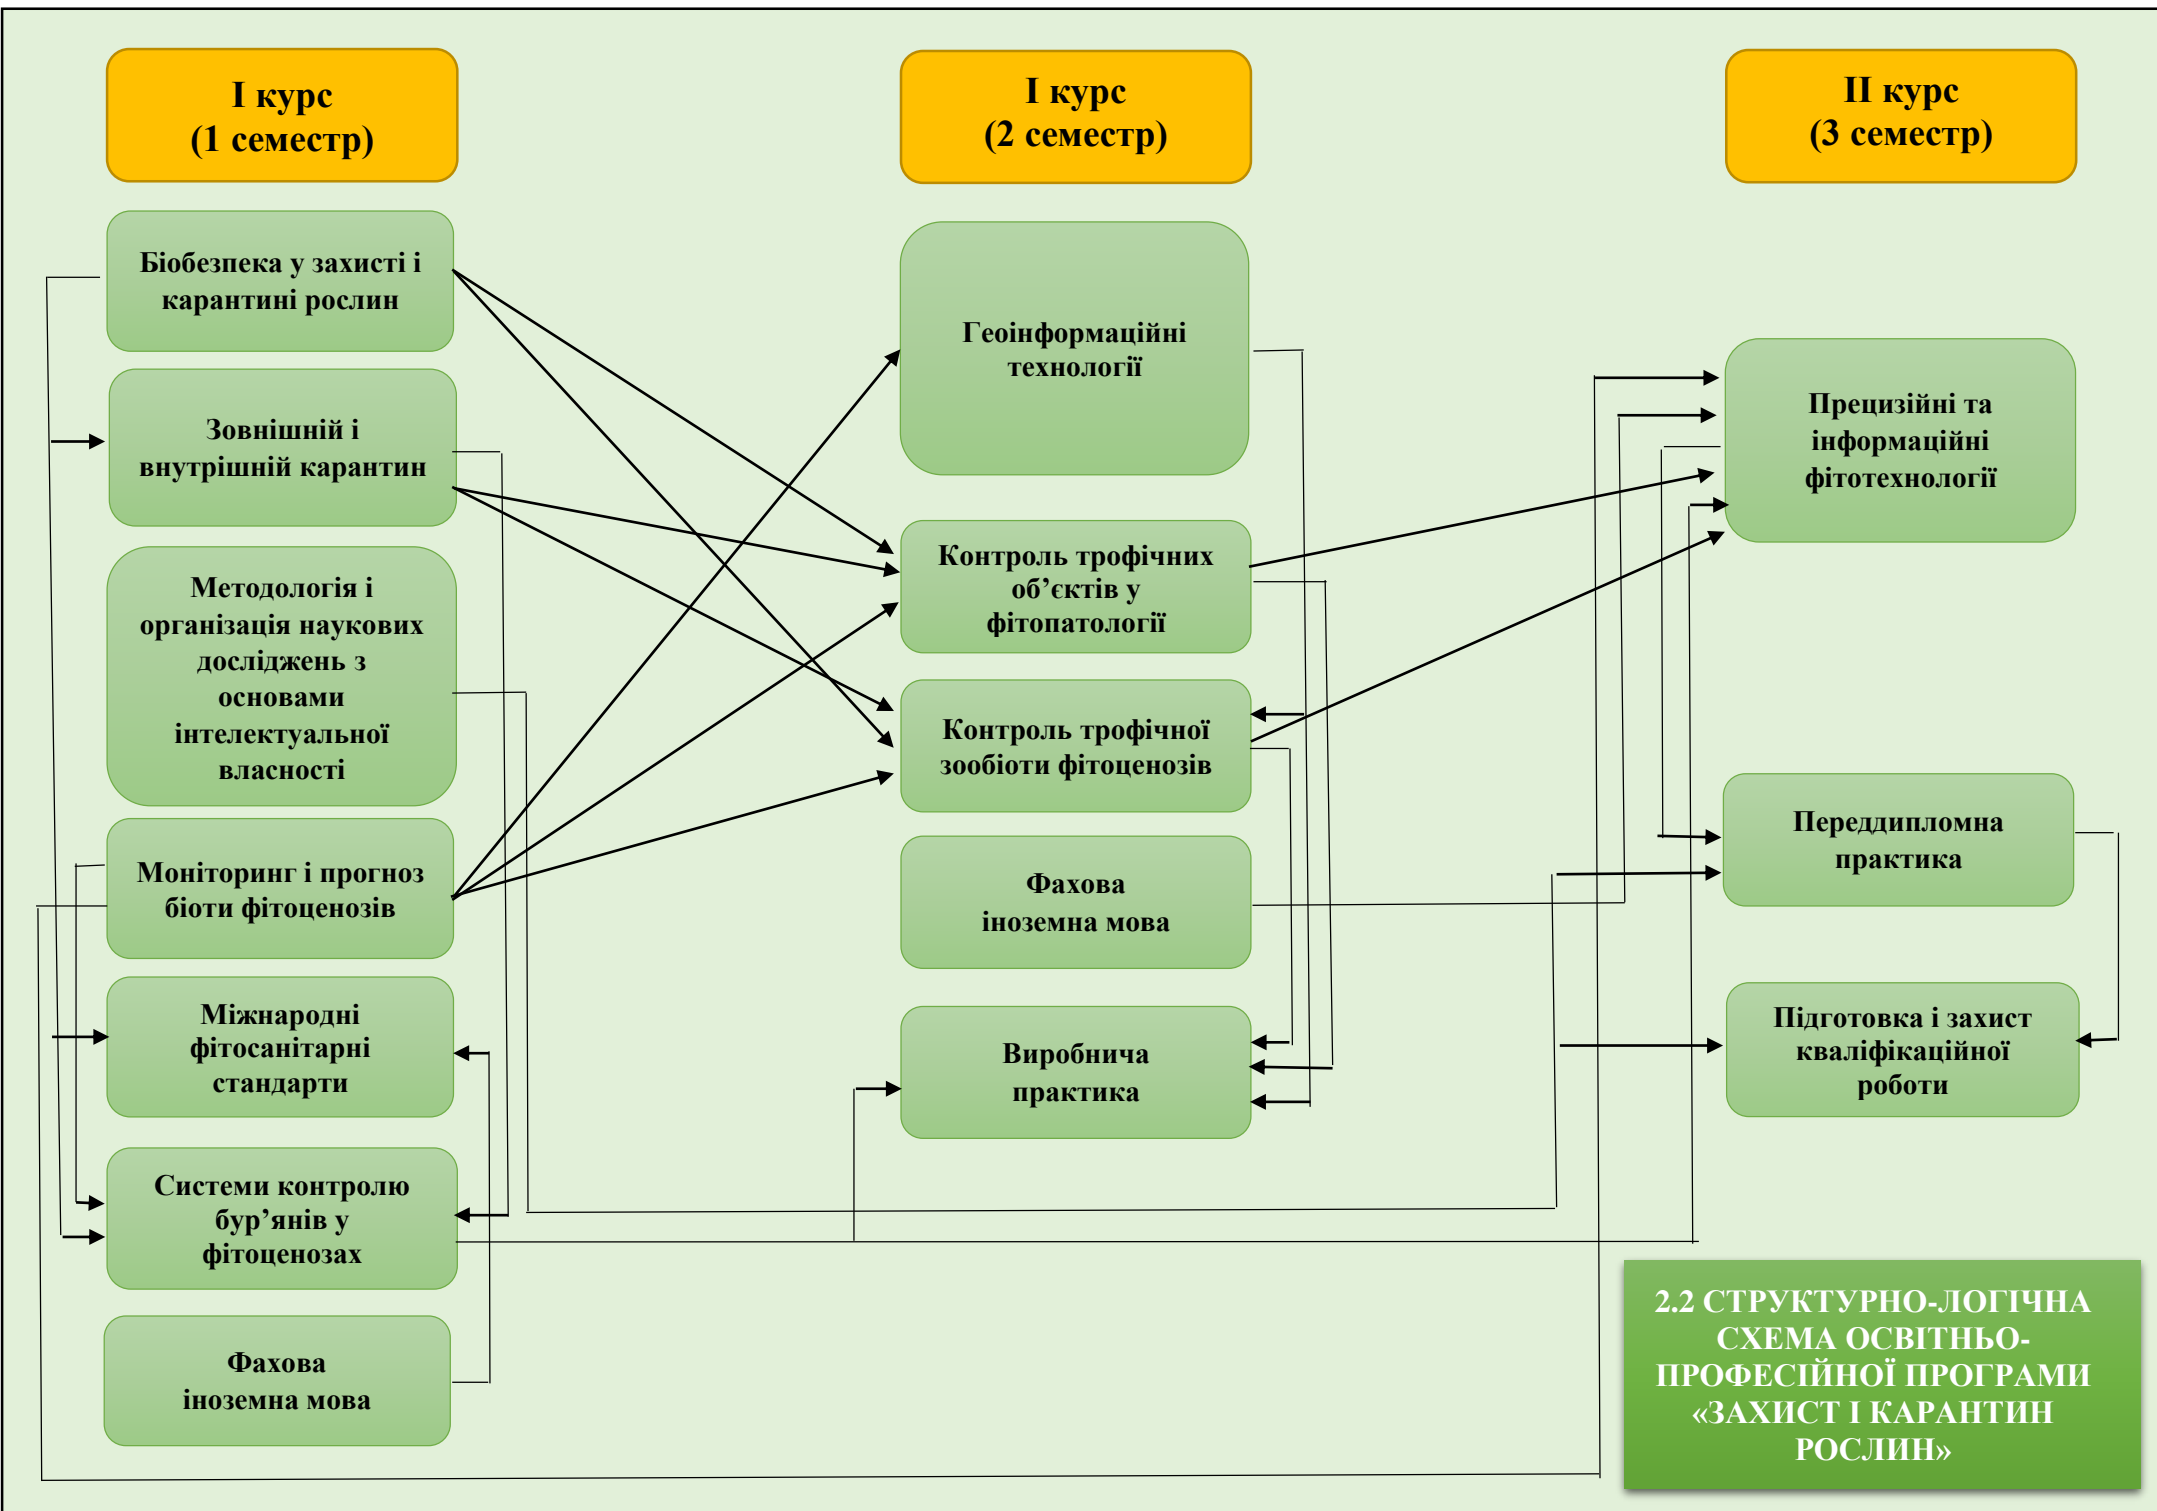 І курс
(1 семестр)
І курс
(2 семестр)
ІІ курс
(3 семестр)
Біобезпека у захисті і
карантині рослин
Зовнішній і
внутрішній карантин
Методологія і
організація наукових
досліджень з
основами
інтелектуальної
власності
Моніторинг і прогноз
біоти фітоценозів
Міжнародні
фітосанітарні
стандарти
Системи контролю
бур’янів у
фітоценозах
Фахова
іноземна мова
Геоінформаційні
технології
Контроль трофічних
об’єктів у
фітопатології
Контроль трофічної
зообіоти фітоценозів
Фахова
іноземна мова
Виробнича
практика
Прецизійні та
інформаційні
фітотехнології
Переддипломна
практика
Підготовка і захист
кваліфікаційної
роботи
2.2 СТРУКТУРНО-ЛОГІЧНА
СХЕМА ОСВІТНЬО-
ПРОФЕСІЙНОЇ ПРОГРАМИ
«ЗАХИСТ І КАРАНТИН
РОСЛИН»